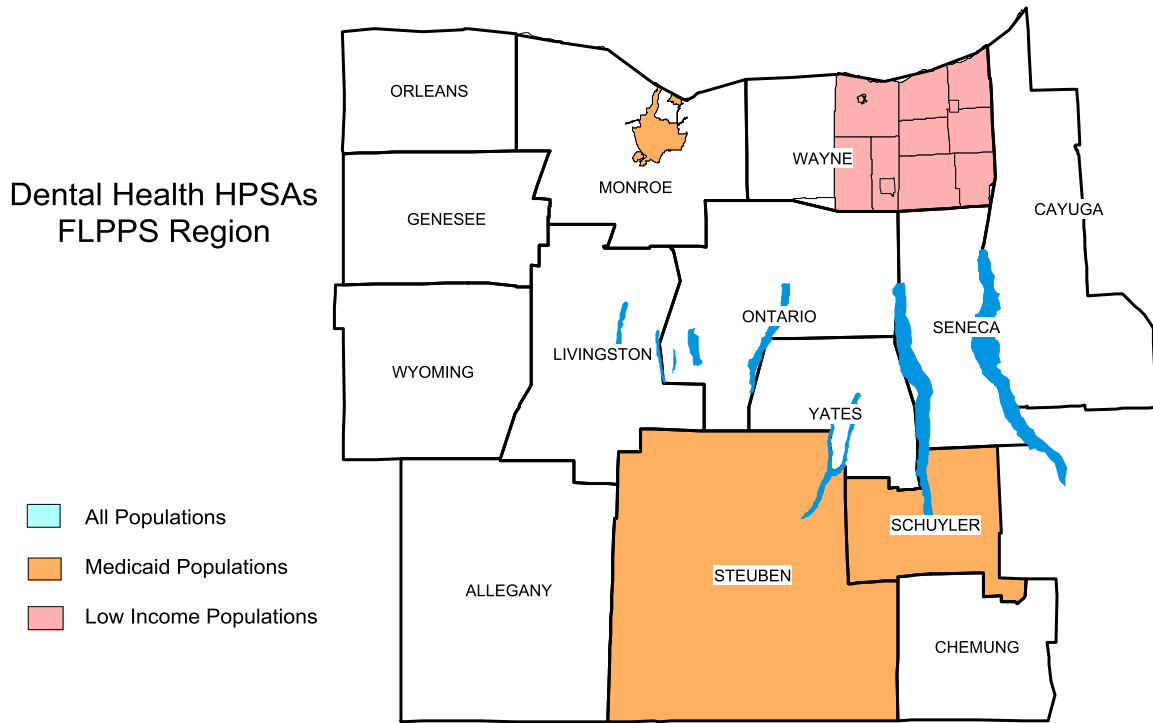 Dental Health HPSAs
FLPPS Region
ORLEANS
MONROE
WAYNE
CAYUGA
GENESEE
ONTARIO
SENECA
LIVINGSTON
WYOMING
YATES
SCHUYLER
STEUBEN
ALLEGANY
CHEMUNG
All Populations
Medicaid Populations
Low Income Populations